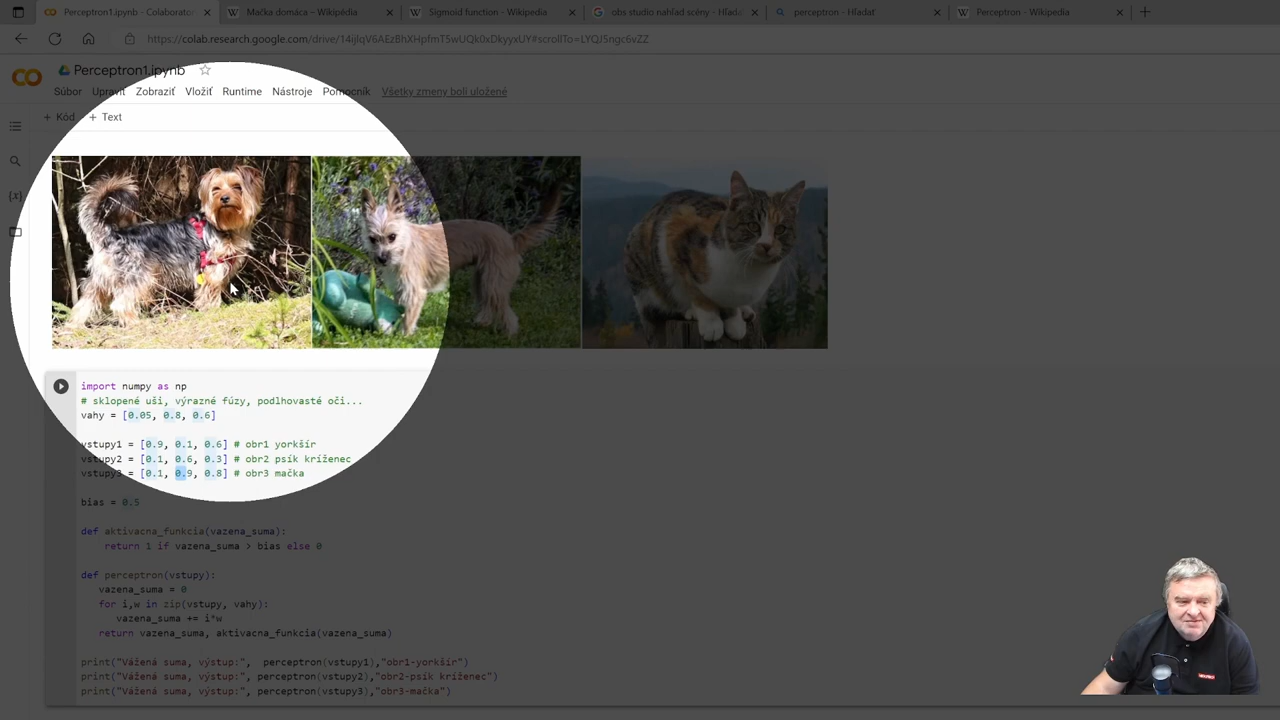 Perceptron1.ipynb - Colaborator
Mačka domáca – Wikipédia
Sigmoid function - Wikipedia
obs studio nahľad scény - Hľada
perceptron - Hľadať
Perceptron - Wikipedia
https://colab.research.google.com/drive/14ijlqV6AEzBhXHpfmT5wUQk0xDkyyxUY#scrollTo=LYQJ5ngc6vZZ
Perceptron1.ipynb
Súbor Upraviť Zobraziť Vložiť Runtime Nástroje Pomocník Všetky zmeny boli uložené
+ Kód + Text
import numpy as np
# sklopené uši, výrazné fúzy, podlhovasté oči...
vahy = [0.05, 0.8, 0.6]
vstupy1 = [0.9, 0.1, 0.6] # obr1 yorkšír
vstupy2 = [0.1, 0.6, 0.3] # obr2 psík kríženec
vstupy3 = [0.1, 0.9, 0.8] # obr3 mačka
bias = 0.5
def aktivacna_funkcia(vazena_suma):
return 1 if vazena_suma > bias else 0
def perceptron(vstupy):
vazena_suma = 0
for i,w in zip(vstupy, vahy):
vazena_suma += i*w
return vazena_suma, aktivacna_funkcia(vazena_suma)
print("Vážená suma, výstup:", perceptron(vstupy1),"obr1-yorkšír")
print("Vážená suma, výstup:", perceptron(vstupy2),"obr2-psík kríženec")
print("Vážená suma, výstup:", perceptron(vstupy3),"obr3-mačka")